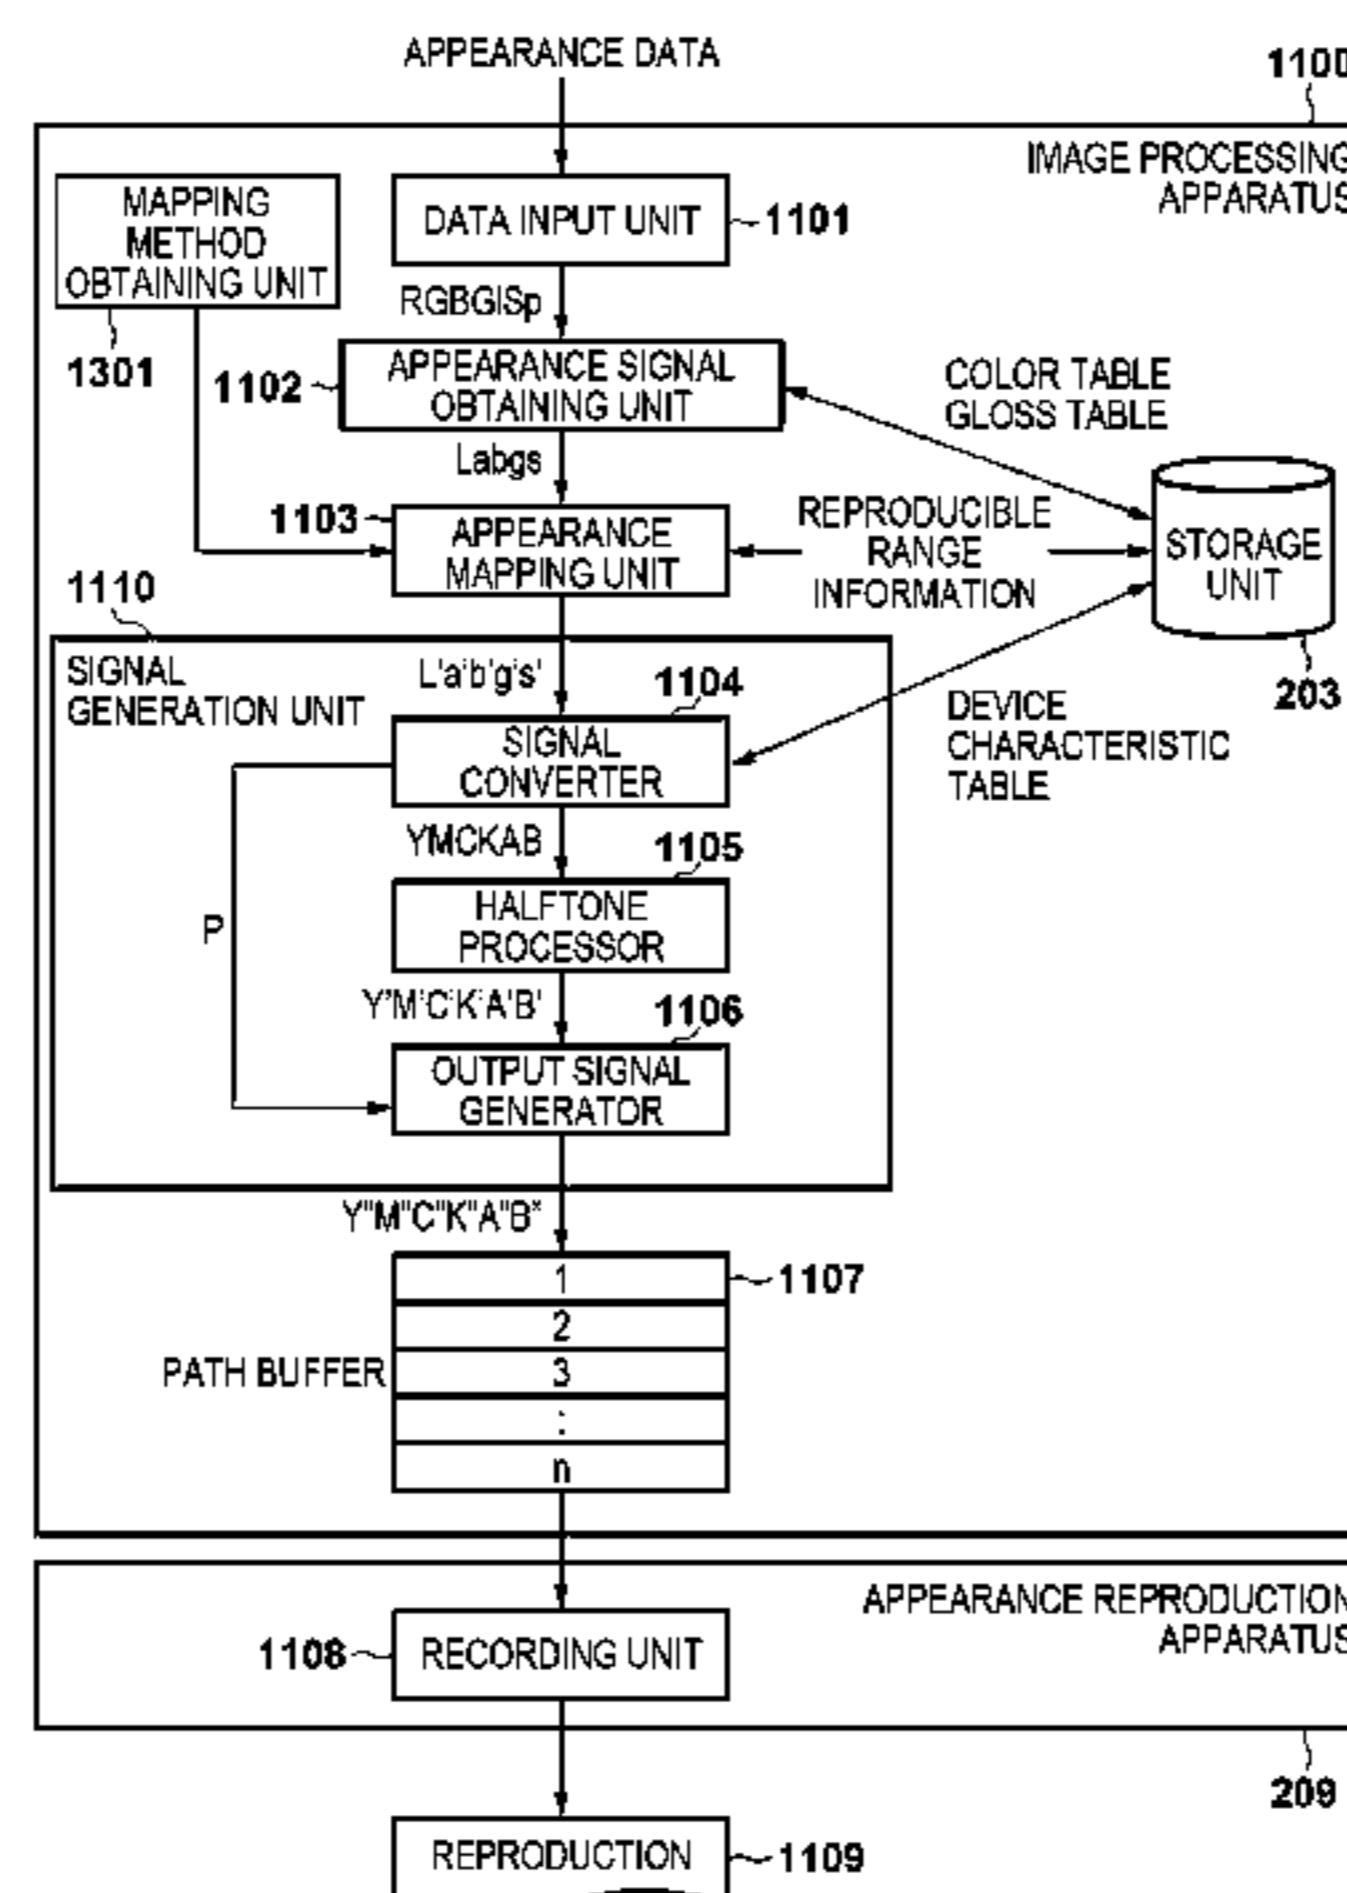 APPEARANCE DATA
1100
IMAGE PROCESSING
APPARATUS
MAPPING
METHOD
OBTAINING UNIT
1301
DATA INPUT UNIT
1101
RGBGISp
APPEARANCE SIGNAL
OBTAINING UNIT
1102
COLOR TABLE
GLOSS TABLE
Labgs
1103
APPEARANCE
MAPPING UNIT
REPRODUCIBLE
RANGE
INFORMATION
STORAGE
UNIT
203
1110
SIGNAL
GENERATION UNIT
L'a'b'g's'
1104
SIGNAL
CONVERTER
DEVICE
CHARACTERISTIC
TABLE
YMCKAB
1105
P
HALFTONE
PROCESSOR
Y'M'C'K'A'B'
1106
OUTPUT SIGNAL
GENERATOR
Y"M"C"K"A"B"
1
1107
2
PATH BUFFER
3
:
n
APPEARANCE REPRODUCTION
APPARATUS
1108
RECORDING UNIT
209
REPRODUCTION
1109